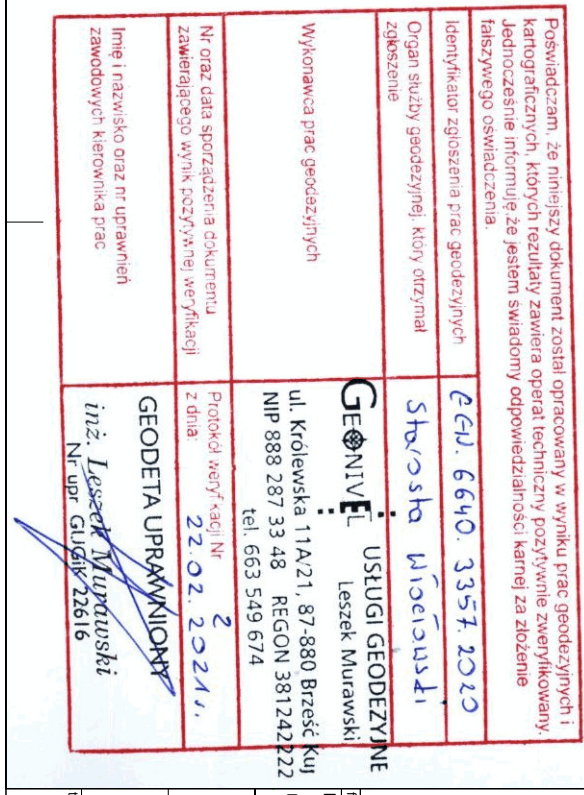 Poświadczam, że niniejszy dokument został opracowany w wyniku prac geodezyjnych i
kartograficznych, których rezultaty zawiera operat techniczny pozytywnie zweryfikowany.
Jednocześnie informuję,że jestem świadomy odpowiedzialności karnej za złożenie
fałszywego oświadczenia.
Identyfikator zgłoszenia prac geodezyjnych
GGN. 6640. 3357. 2020
Organ służby geodezyjnej, który otrzymał
zgłoszenie
Starosta Włocławski
Wykonawca prac geodezyjnych
GEONIVEL USŁUGI GEODEZYJNE
Leszek Murawski
ul. Królewska 11A/21, 87-880 Brześć Kuj
NIP 888 287 33 48 REGON 381242222
tel. 663 549 674
Nr oraz data sporządzenia dokumentu
zawierającego wynik pozytywnej weryfikacji
Protokół weryfikacji Nr 2
z dnia: 22.02.2021 r.
Imię i nazwisko oraz nr uprawnień
zawodowych kierownika prac
GEODETA UPRAWNIONY
inż. Leszek Murawski
Nr upr GUGiK 22616